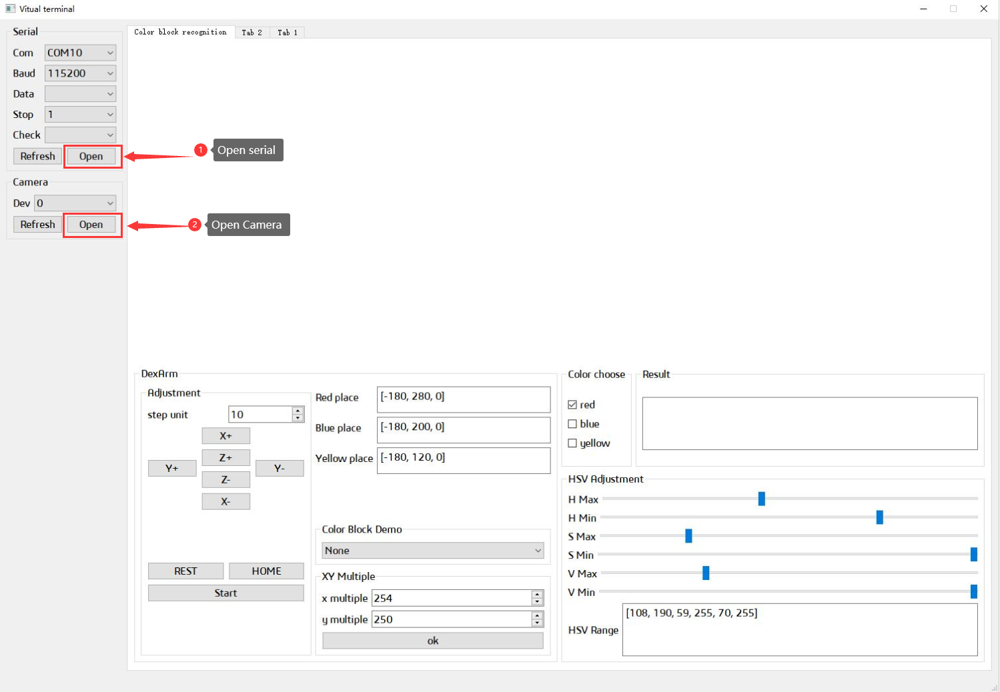 Vitual terminal
Serial
Com COM10
Baud 115200
Data
Stop 1
Check
Refresh Open
1 Open serial
Camera
Dev 0
Refresh Open
2 Open Camera
Color block recognition Tab 2 Tab 1
DexArm
Adjustment
step unit 10
X+
Z+
Y+ Y-
Z-
X-
REST HOME
Start
Red place [-180, 280, 0]
Blue place [-180, 200, 0]
Yellow place [-180, 120, 0]
Color Block Demo
None
XY Multiple
x multiple 254
y multiple 250
ok
Color choose
red
blue
yellow
Result
HSV Adjustment
H Max
H Min
S Max
S Min
V Max
V Min
HSV Range [108, 190, 59, 255, 70, 255]